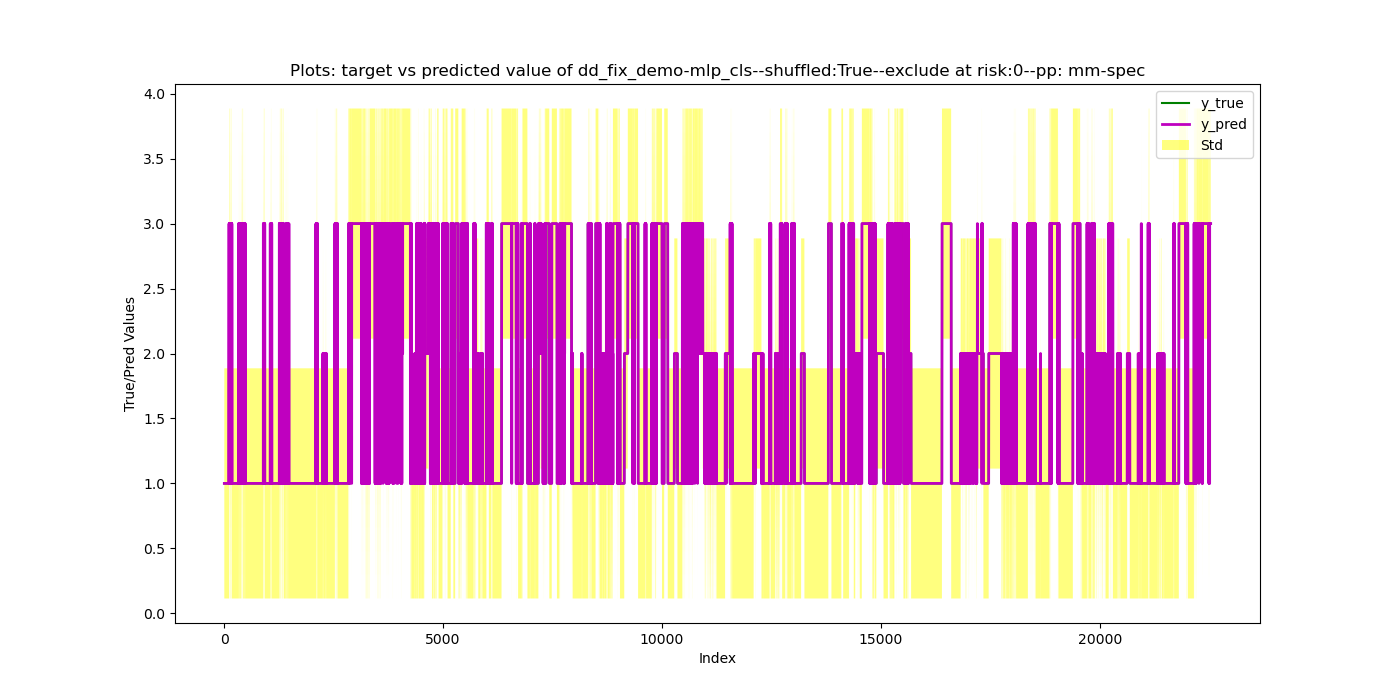 Plots: target vs predicted value of dd_fix_demo-mlp_cls--shuffled:True--exclude at risk:0--pp: mm-spec
y_true
y_pred
Std
True/Pred Values
4.0
3.5
3.0
2.5
2.0
1.5
1.0
0.5
0.0
0
5000
10000
15000
20000
Index